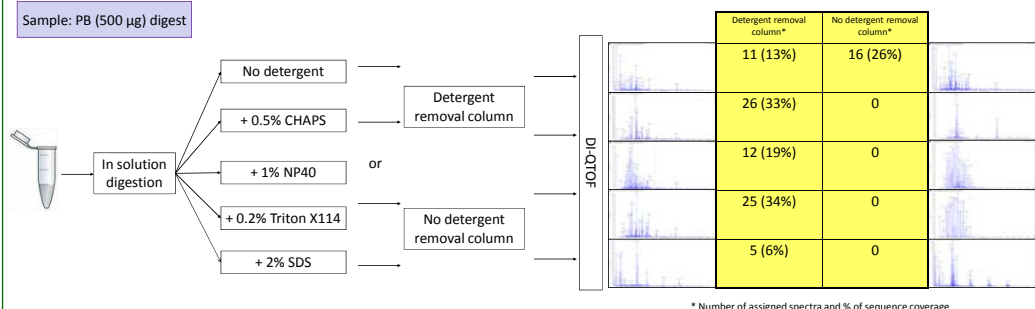 Sample: PB (500 µg) digest
In solution
digestion
No detergent
+ 0.5% CHAPS
+ 1% NP40
+ 0.2% Triton X114
+ 2% SDS
Detergent
removal column
or
No detergent
removal column
DI-QTOF
Detergent removal
column*
No detergent removal
column*
11 (13%) 16 (26%)
26 (33%) 0
12 (19%) 0
25 (34%) 0
5 (6%) 0
* Number of assigned spectra and % of sequence coverage